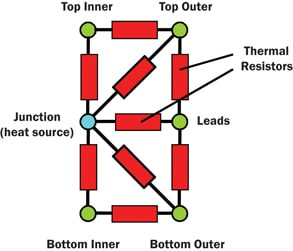 Top Inner
Top Outer
Thermal
Resistors
Junction
(heat source)
Leads
Bottom Inner
Bottom Outer